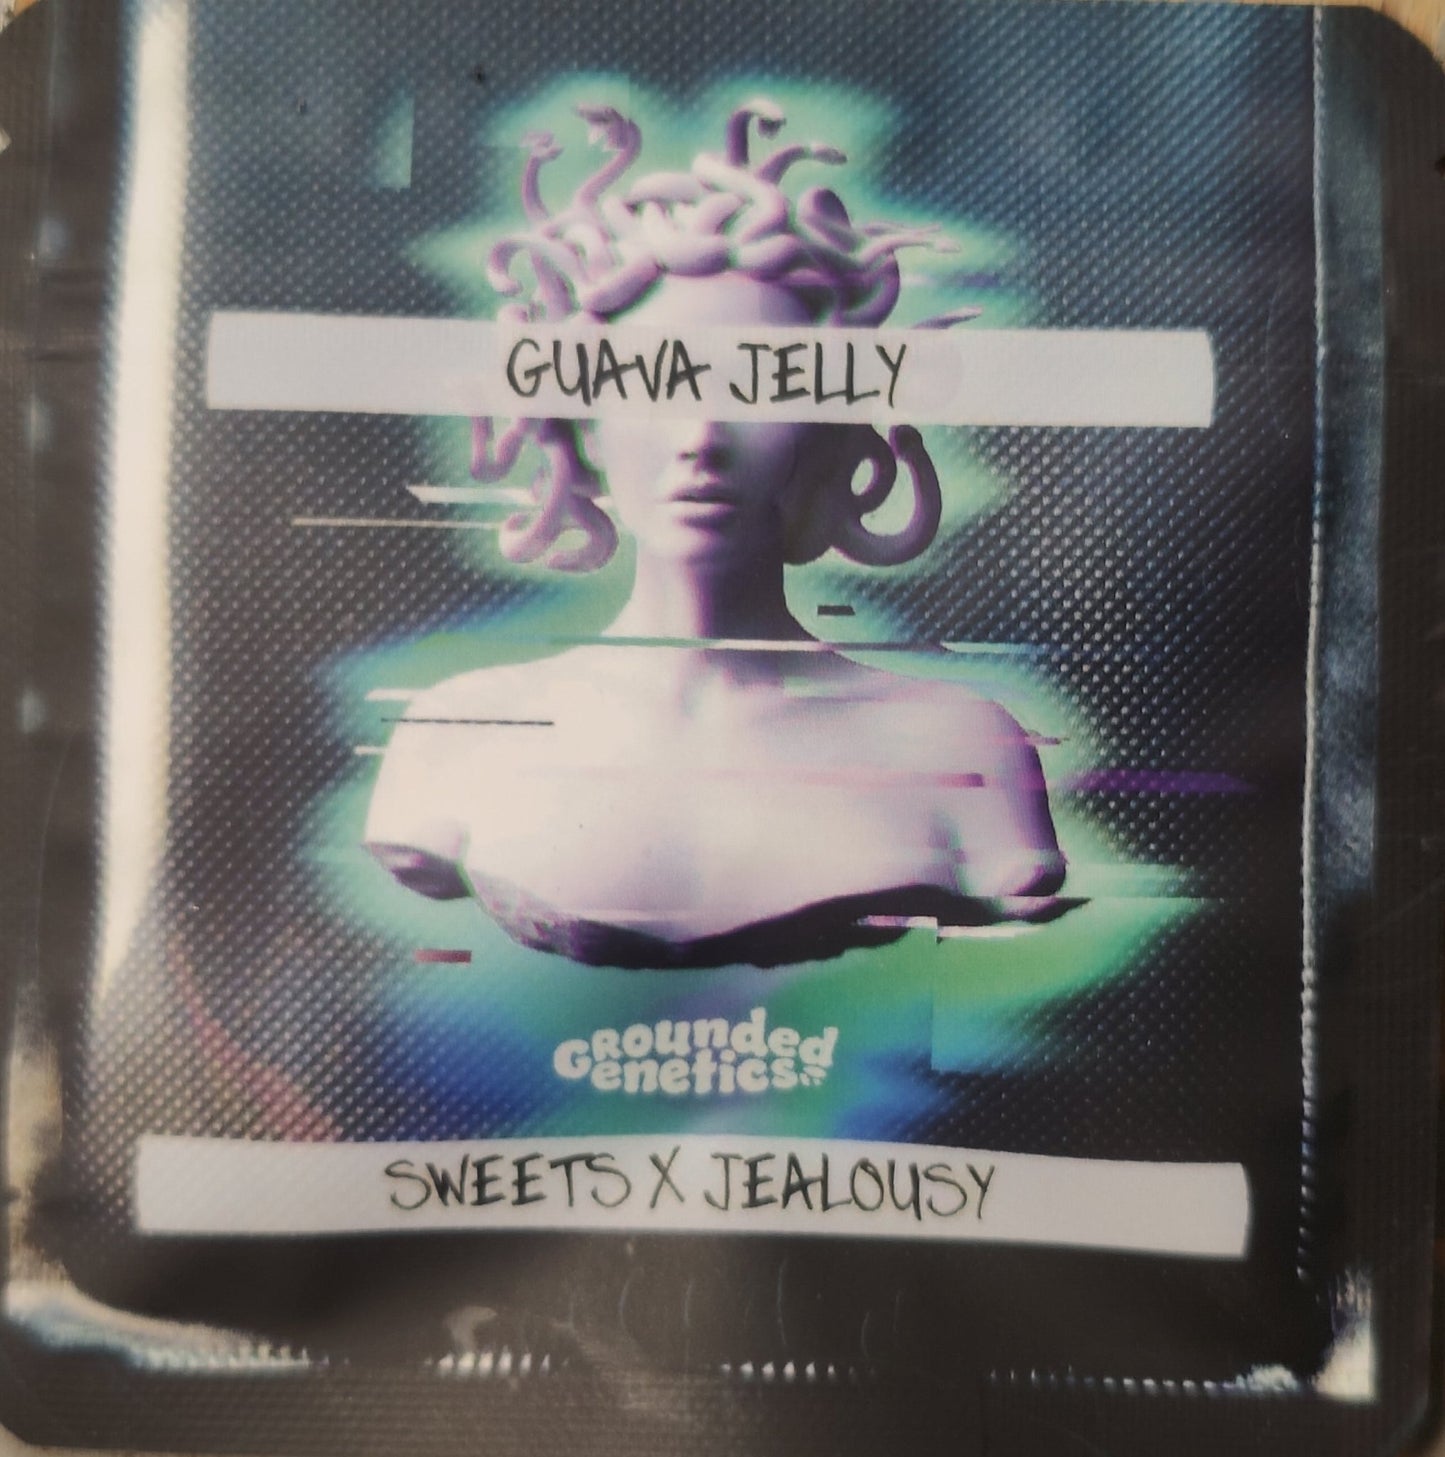 GUAVA JELLY
GROUNDED
GENETICS
SWEETS X JEALOUSY